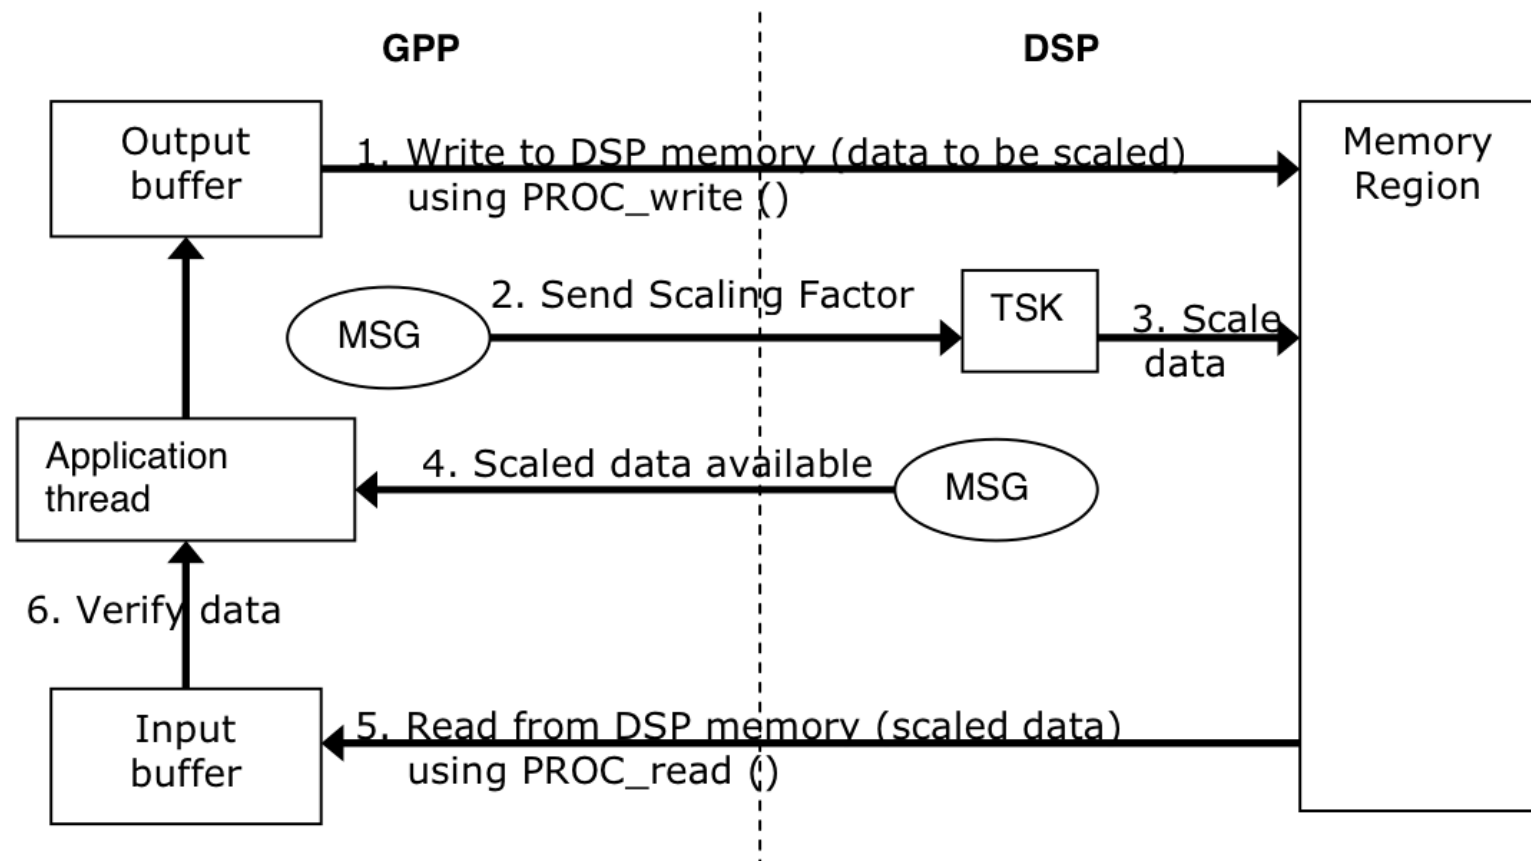 GPP
DSP
Output
buffer
1. Write to DSP memory (data to be scaled)
using PROC_write ()
Memory
Region
MSG
2. Send Scaling Factor
TSK
3. Scale
data
Application
thread
4. Scaled data available
MSG
6. Verify data
Input
buffer
5. Read from DSP memory (scaled data)
using PROC_read ()